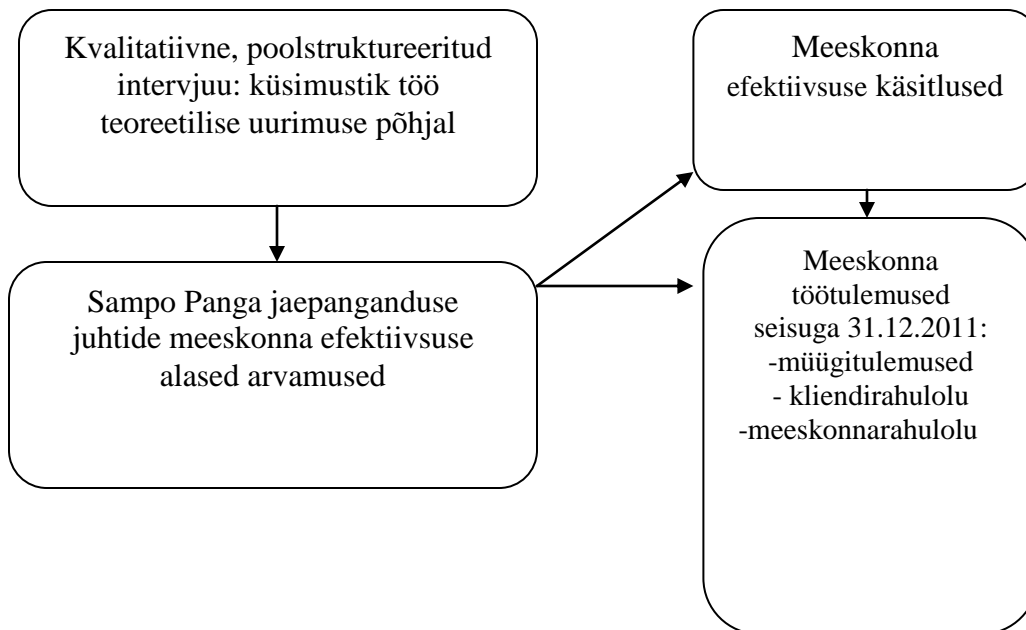 Kvalitatiivne, poolstruktureeritud
intervjuu: küsimustik töö
teoreetilise uurimuse põhjal
Meeskonna
efektiivsuse käsitlused
Sampo Panga jaepanganduse
juhtide meeskonna efektiivsuse
alased arvamused
Meeskonna
töötulemused
seisuga 31.12.2011:
-müügitulemused
- kliendirahulolu
-meeskonnarahulolu